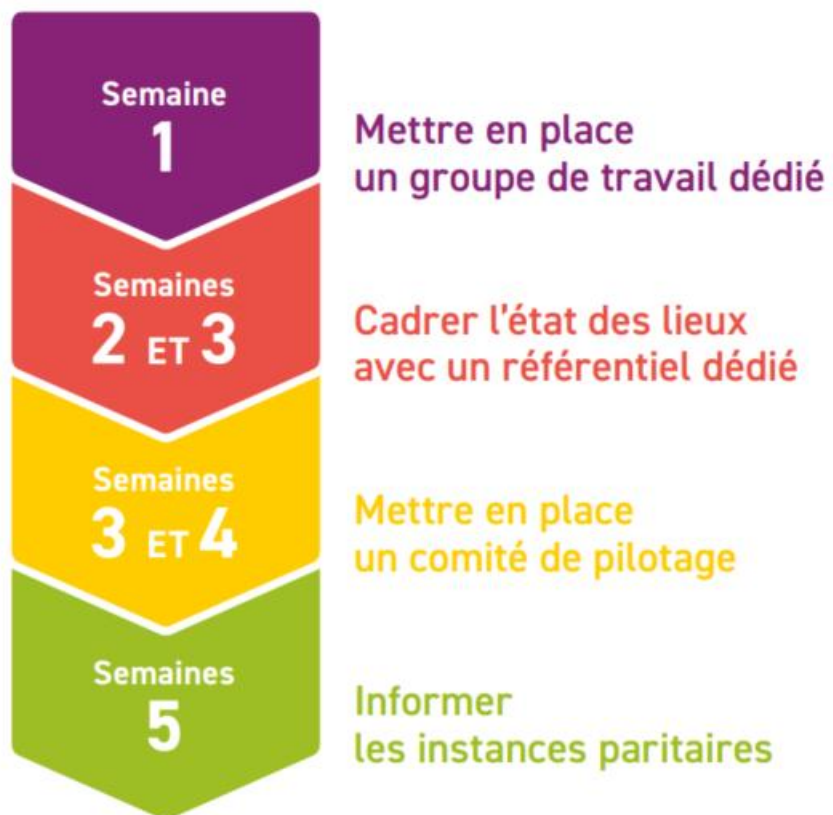 Semaine
1
Mettre en place
un groupe de travail dédié
Semaines
2 ET 3
Cadrer l'état des lieux
avec un référentiel dédié
Semaines
3 ET 4
Mettre en place
un comité de pilotage
Semaines
5
Informer
les instances paritaires